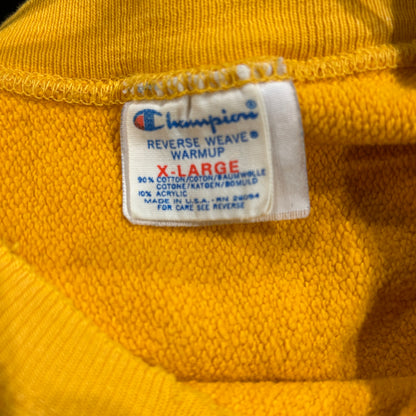 Champion
REVERSE WEAVE®
WARMUP
X-LARGE
90% COTTON/COTON/BAUMWOLLE
COTONE/KATOEN/BOMULD
10% ACRYLIC
MADE IN U.S.A.-RN 26094
FOR CARE SEE REVERSE